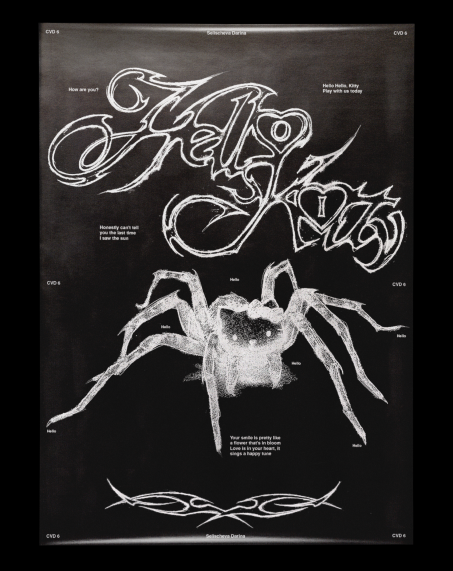 CVD 6
Seliacheva Darina
CVD 6
How are you?
Hello Hello, Kitty
Play with us today
Hello
Kitty
Honestly can't tell
you the last time
I saw the sun
CVD 6
Hello
CVD 6
Hello
Hello
Hello
Hello
Hello
Your smile is pretty like
a flower that's in bloom
Love is in your heart, it
sings a happy tune
CVD 6
Seliacheva Darina
CVD 6